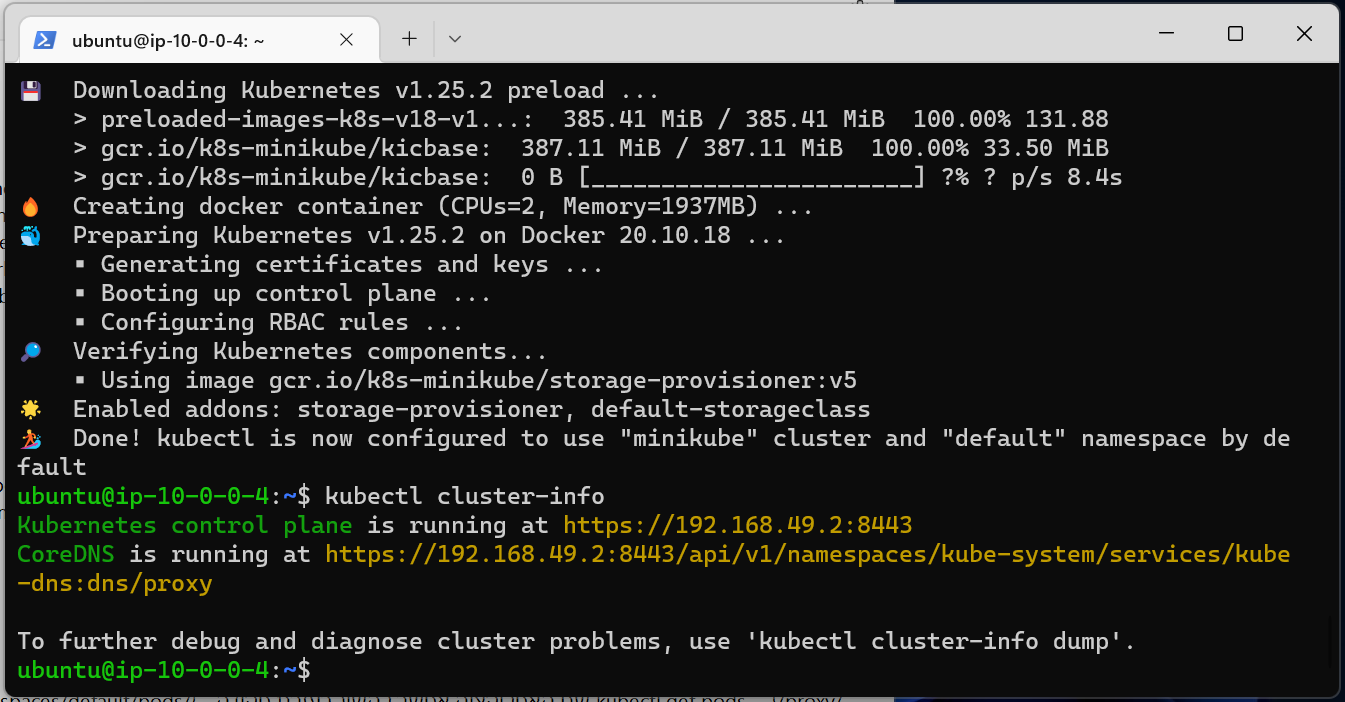 ubuntu@ip-10-0-0-4: ~
Downloading Kubernetes v1.25.2 preload ...
> preloaded-images-k8s-v18-v1...:  385.41 MiB / 385.41 MiB  100.00% 131.88
> gcr.io/k8s-minikube/kicbase:  387.11 MiB / 387.11 MiB  100.00% 33.50 MiB
> gcr.io/k8s-minikube/kicbase:  0 B [_______________________] ?% ? p/s 8.4s
Creating docker container (CPUs=2, Memory=1937MB) ...
Preparing Kubernetes v1.25.2 on Docker 20.10.18 ...
▪ Generating certificates and keys ...
▪ Booting up control plane ...
▪ Configuring RBAC rules ...
Verifying Kubernetes components...
▪ Using image gcr.io/k8s-minikube/storage-provisioner:v5
Enabled addons: storage-provisioner, default-storageclass
Done! kubectl is now configured to use "minikube" cluster and "default" namespace by de
fault
ubuntu@ip-10-0-0-4:~$ kubectl cluster-info
Kubernetes control plane is running at https://192.168.49.2:8443
CoreDNS is running at https://192.168.49.2:8443/api/v1/namespaces/kube-system/services/kube
-dns:dns/proxy
To further debug and diagnose cluster problems, use 'kubectl cluster-info dump'.
ubuntu@ip-10-0-0-4:~$